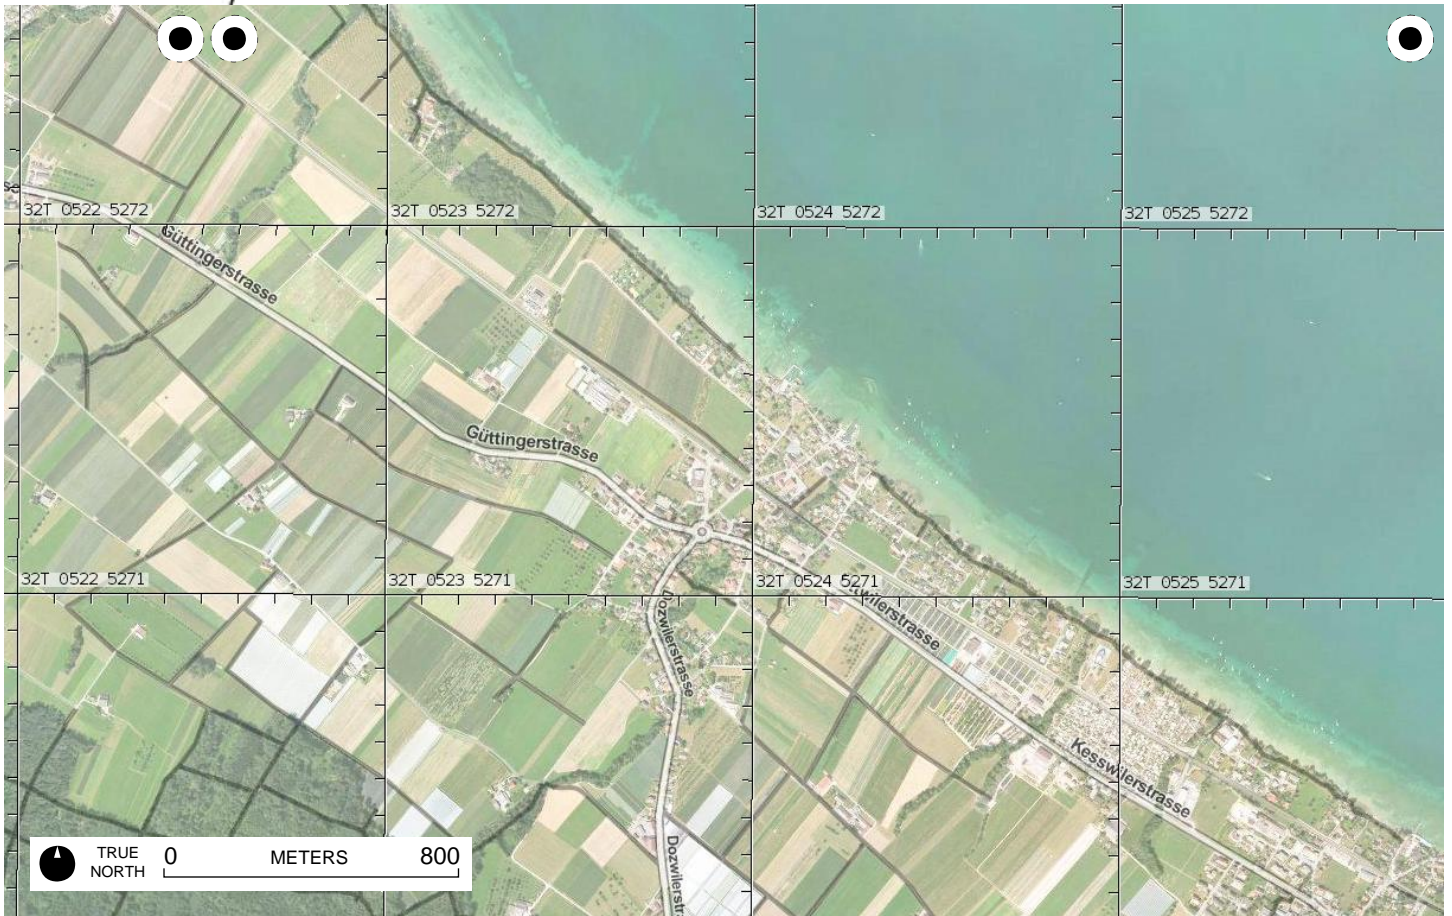 32T 0522 5272
32T 0523 5272
32T 0524 5272
32T 0525 5272
Güttingerstrasse
Güttingerstrasse
32T 0522 5271
32T 0523 5271
32T 0524 5271
32T 0525 5271
Dozwilerstrasse
Kesswilerstrasse
TRUE NORTH
0 METERS 800